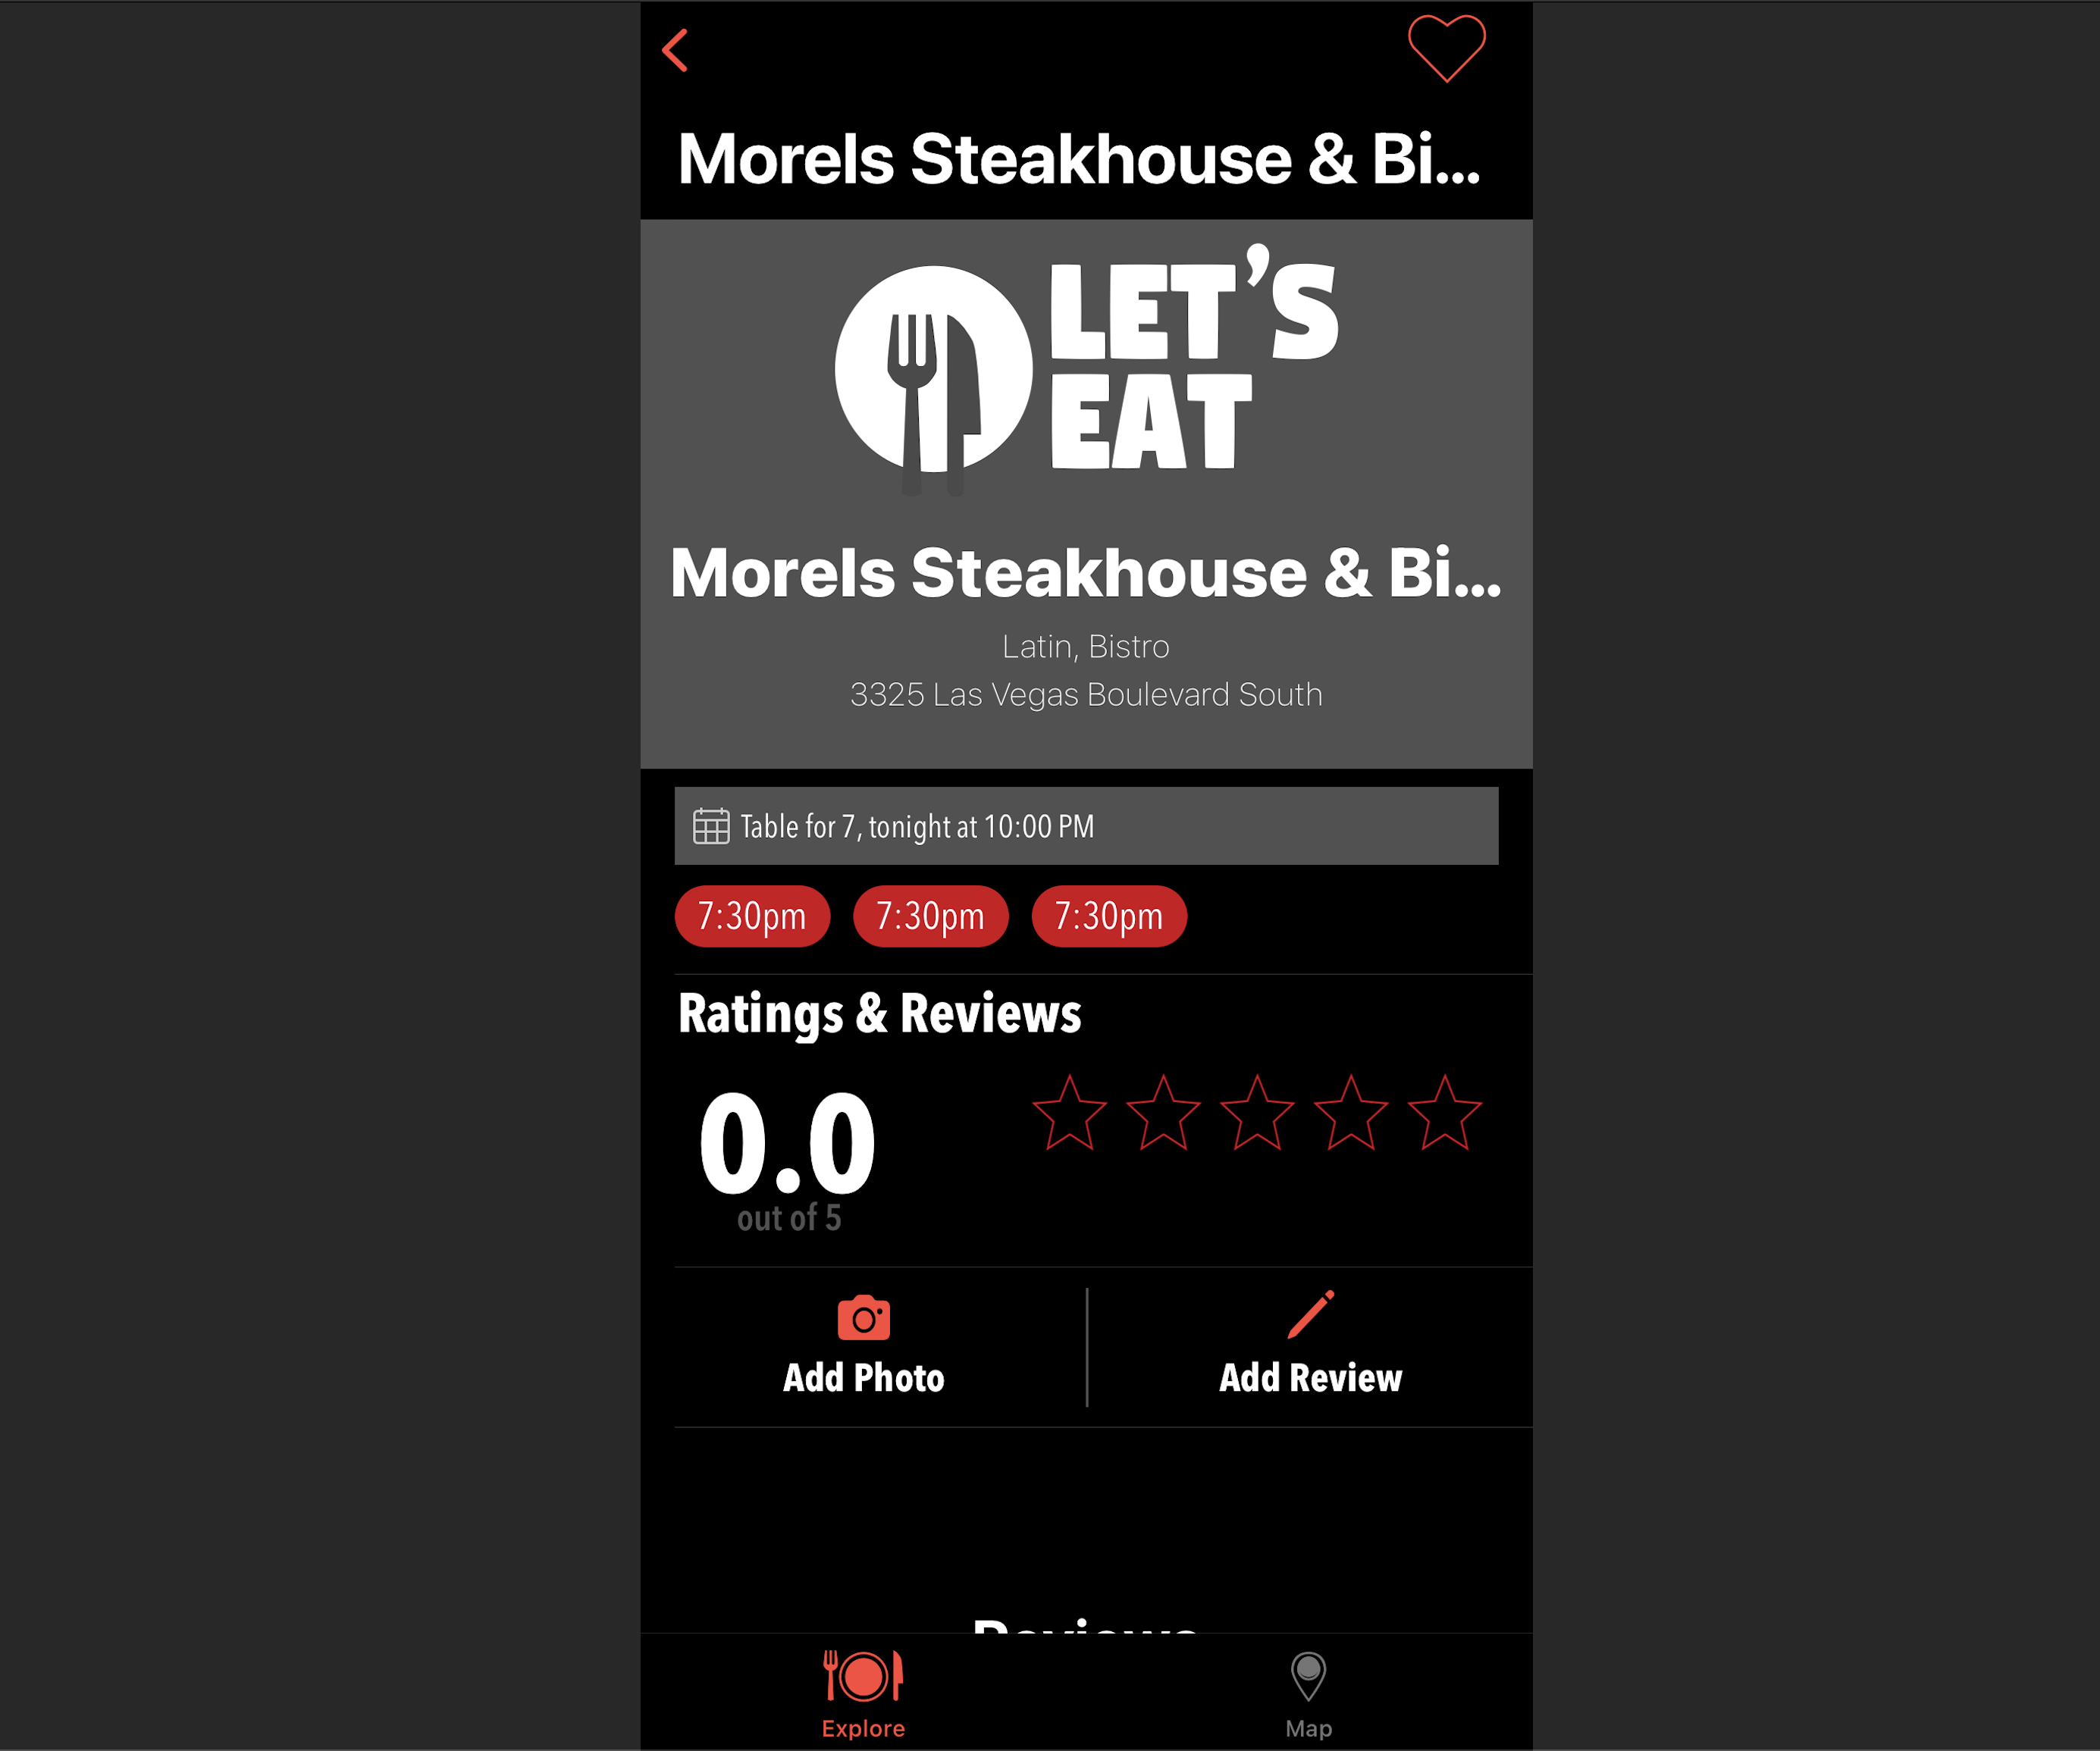 Morels Steakhouse & Bi...
LET'S
EAT
Morels Steakhouse & Bi...
Latin, Bistro
3325 Las Vegas Boulevard South
Table for 7, tonight at 10:00 PM
7:30pm 7:30pm 7:30pm
Ratings & Reviews
0.0
out of 5
Add Photo Add Review
Reviews
Explore Map